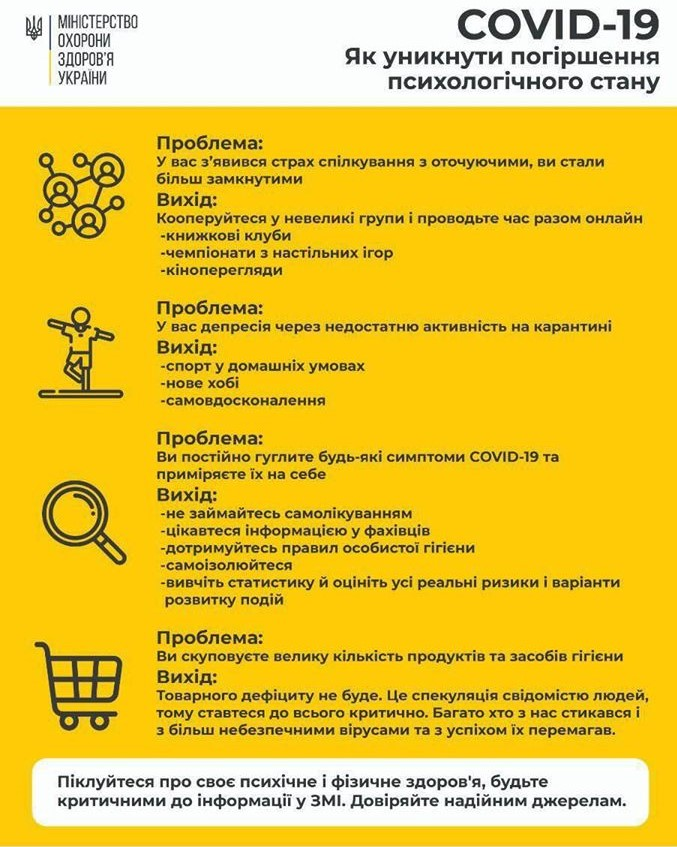 МІНІСТЕРСТВО
ОХОРОНИ
ЗДОРОВ'Я
УКРАЇНИ
COVID-19
Як уникнути погіршення
психологічного стану
Проблема:
У вас з'явився страх спілкування з оточуючими, ви стали
більш замкнутими
Вихід:
Кооперуйтеся у невеликі групи і проводьте час разом онлайн
-книжкові клуби
-чемпіонати з настільних ігор
-кіноперегляди
Проблема:
У вас депресія через недостатню активність на карантині
Вихід:
-спорт у домашніх умовах
-нове хобі
-самовдосконалення
Проблема:
Ви постійно гуглите будь-які симптоми COVID-19 та
приміряєте їх на себе
Вихід:
-не займайтесь самолікуванням
-цікавтеся інформацією у фахівців
-дотримуйтесь правил особистої гігієни
-самоізолюйтеся
-вивчіть статистику й оцініть усі реальні ризики і варіанти
розвитку подій
Проблема:
Ви скуповуєте велику кількість продуктів та засобів гігієни
Вихід:
Товарного дефіциту не буде. Це спекуляція свідомістю людей,
тому ставтеся до всього критично. Багато хто з нас стикався і
з більш небезпечними вірусами та з успіхом їх перемагав.
Піклуйтеся про своє психічне і фізичне здоров'я, будьте
критичними до інформації у ЗМІ. Довіряйте надійним джерелам.